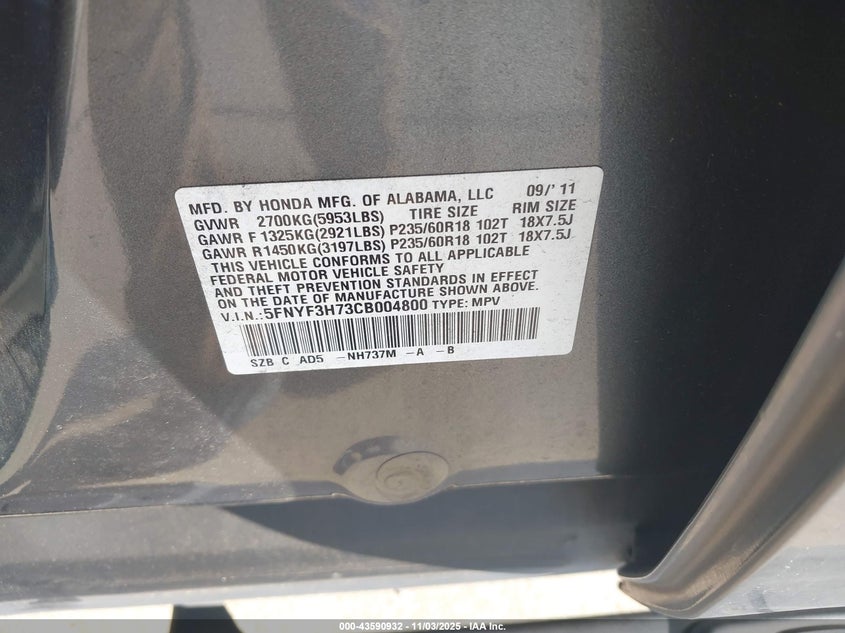 MFD. BY HONDA MFG. OF ALABAMA, LLC 09/'11
GVWR 2700KG(5953LBS) TIRE SIZE RIM SIZE
GAWR F 1325KG(2921LBS) P235/60R18 102T 18X7.5J
GAWR R1450KG(3197LBS) P235/60R18 102T 18X7.5J
THIS VEHICLE CONFORMS TO ALL APPLICABLE
FEDERAL MOTOR VEHICLE SAFETY
AND THEFT PREVENTION STANDARDS IN EFFECT
ON THE DATE OF MANUFACTURE SHOWN ABOVE.
V.I.N.:5FNYF3H73CB004800 TYPE: MPV
SZB C AD5 -NH737M -A -B
000-43590932 - 11/03/2025 - IAA Inc.